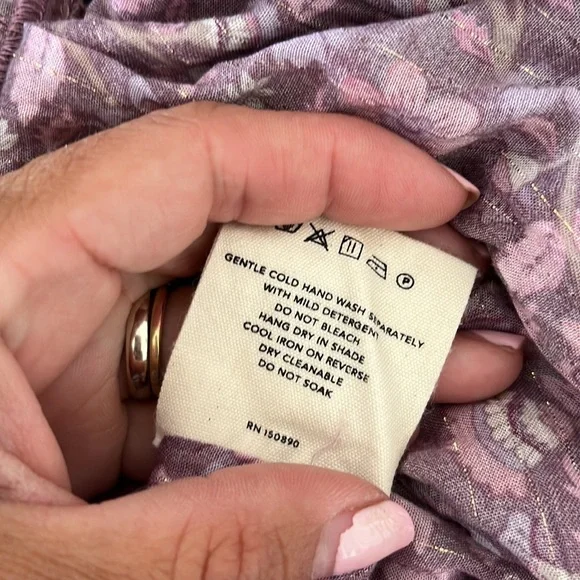 GENTLE COLD HAND WASH SEPARATELY
WITH MILD DETERGENT
DO NOT BLEACH
HANG DRY IN SHADE
COOL IRON ON REVERSE
DRY CLEANABLE
DO NOT SOAK
RN 150890
P